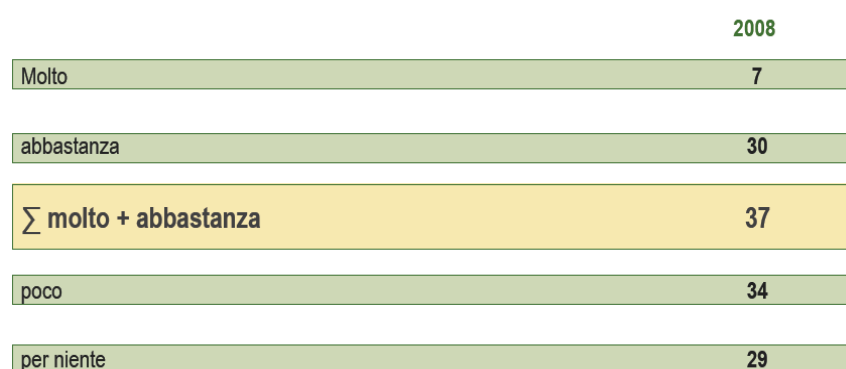 2008
Molto 7
abbastanza 30
∑ molto + abbastanza 37
poco 34
per niente 29